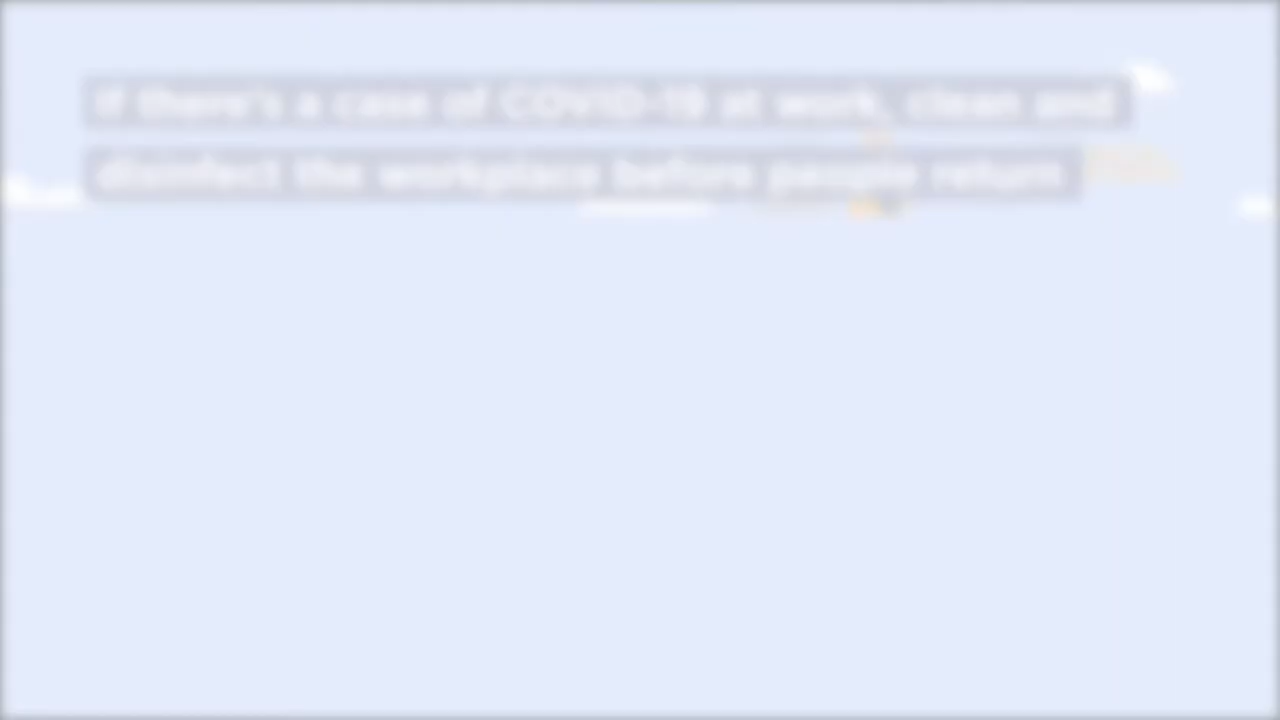 If there's a case of COVID-19 at work, clean and
disinfect the workplace before people return